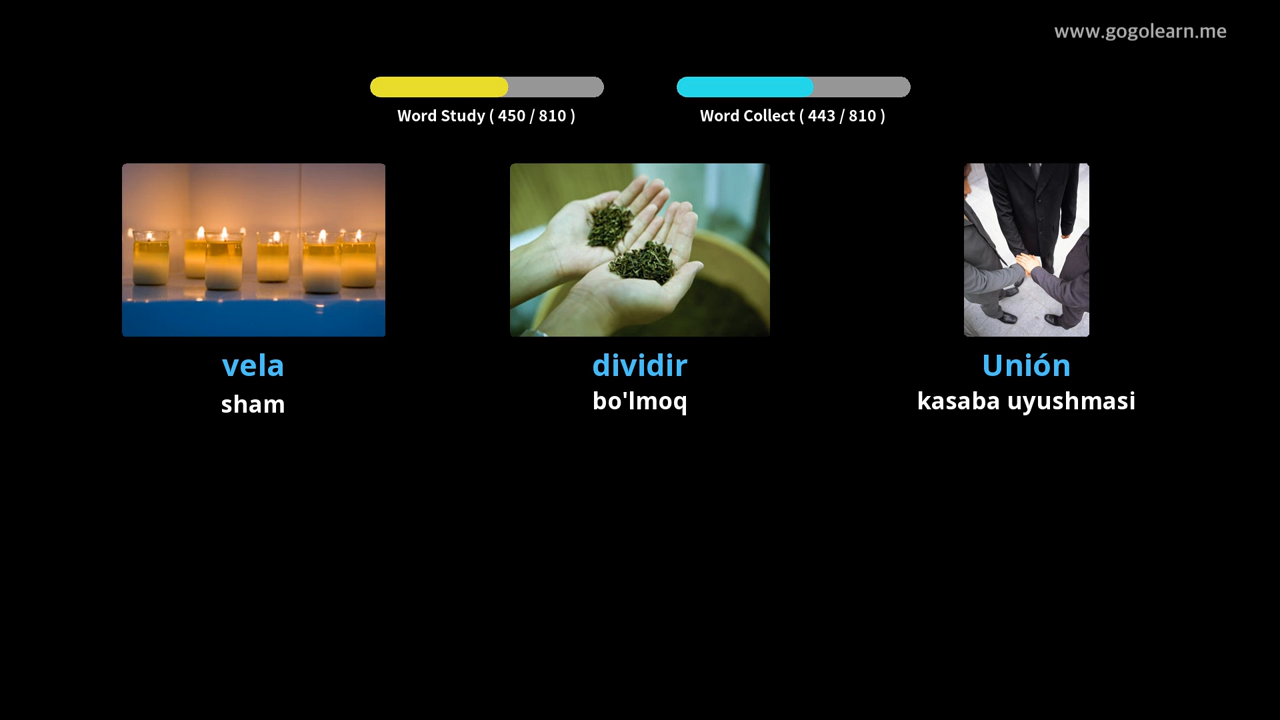 www.gogolearn.me
Word Study ( 450 / 810 )
Word Collect ( 443 / 810 )
vela
sham
dividir
bo'lmoq
Unión
kasaba uyushmasi